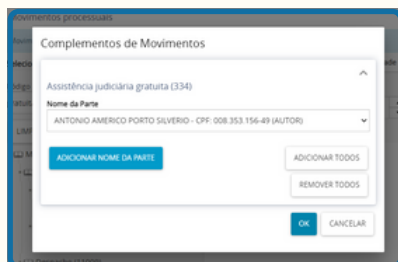 Movimentos processuais
Complementos de Movimentos
Assistência judiciária gratuita (334)
Nome da Parte
ANTONIO AMERICO PORTO SILVERIO - CPF: 008.353.156-49 (AUTOR)
ADICIONAR NOME DA PARTE
ADICIONAR TODOS
REMOVER TODOS
OK
CANCELAR